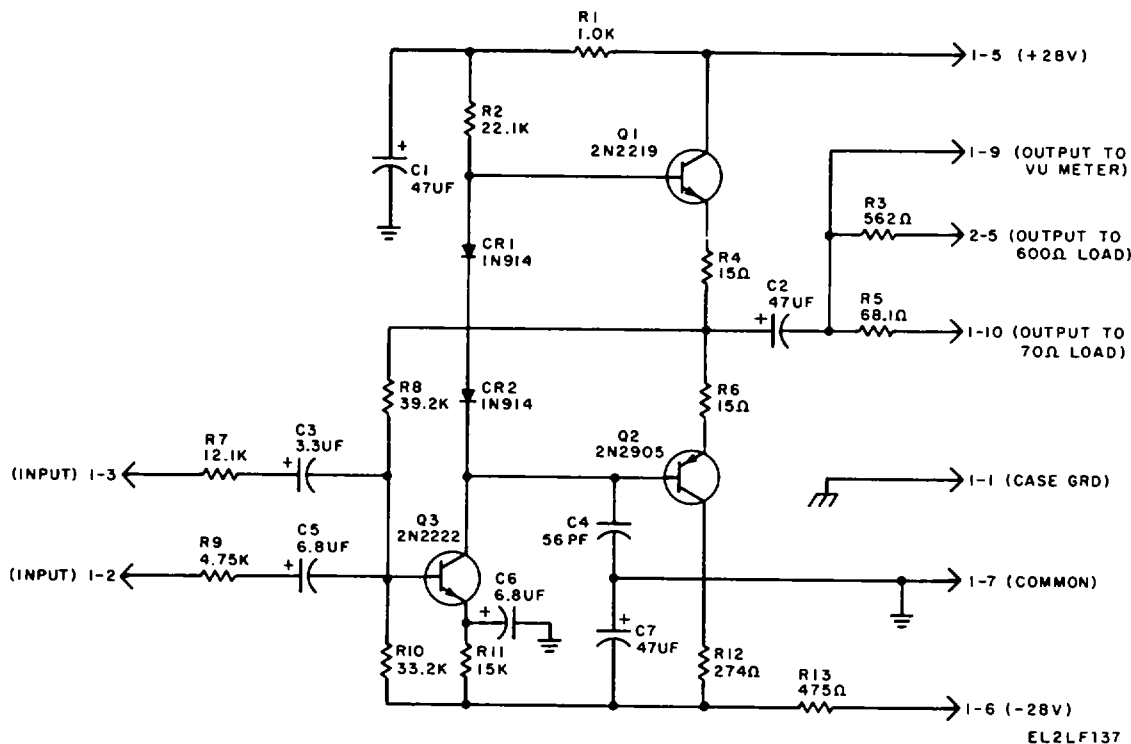 R1
1.0K
1-5 (+28V)
R2
22.1K
Q1
2N2219
+
C1
47UF
1-9 (OUTPUT TO
VU METER)
R3
562Ω
2-5 (OUTPUT TO
600Ω LOAD)
CR1
1N914
R4
15Ω
C2
47UF
+
R5
68.1Ω
1-10 (OUTPUT TO
70Ω LOAD)
R8
39.2K
CR2
1N914
R6
15Ω
Q2
2N2905
(INPUT) 1-3
R7
12.1K
C3
3.3UF
+
1-1 (CASE GRD)
C4
56PF
Q3
2N2222
(INPUT) 1-2
R9
4.75K
C5
6.8UF
+
C6
6.8UF
+
1-7 (COMMON)
+
C7
47UF
R10
33.2K
R11
15K
R12
274Ω
R13
475Ω
1-6 (-28V)
EL2LF137